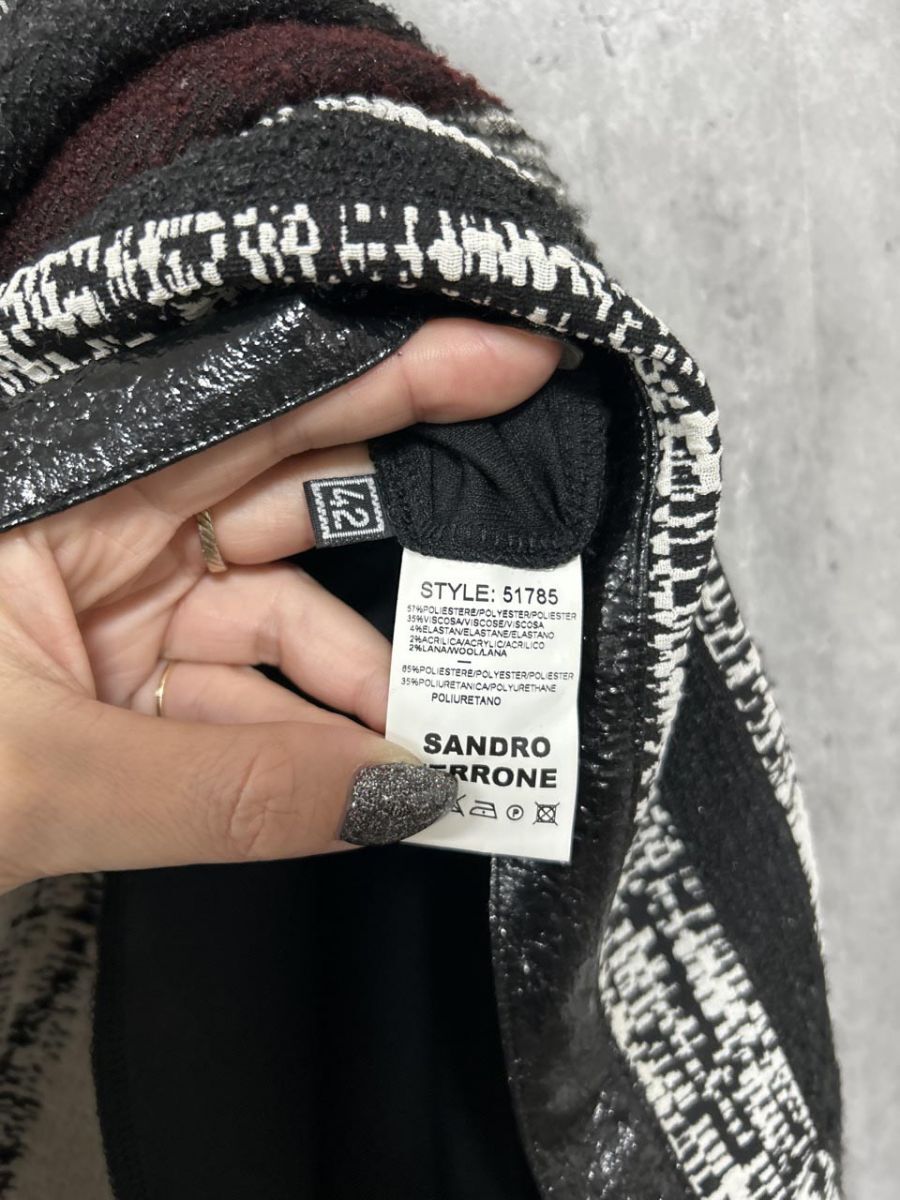 42
STYLE: 51785
57%POLIESTERE/POLYESTER/POLIESTER
35%VISCOSA/VISCOSE/VISCOSA
4%ELASTAN/ELASTANE/ELASTANO
2%ACRILICA/ACRYLIC/ACRILICO
2%LANA/WOOL/LANA
65%POLIESTERE/POLYESTER/POLIESTER
35%POLIURETANICA/POLYURETHANE
POLIURETANO
SANDRO
ERRONE
P